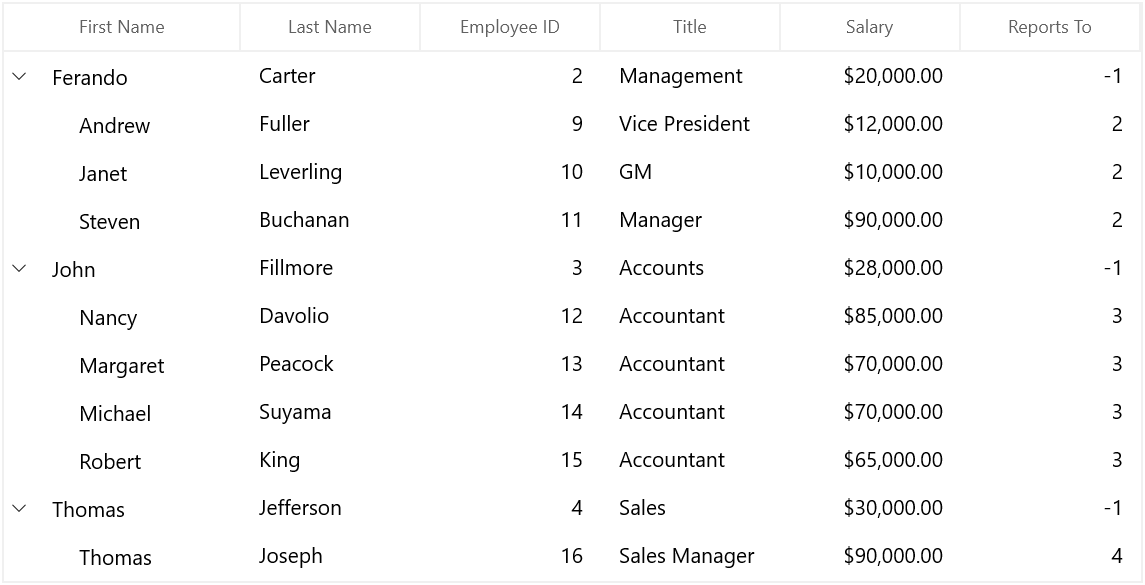 First Name Last Name Employee ID Title Salary Reports To
Ferando Carter 2 Management $20,000.00 -1
Andrew Fuller 9 Vice President $12,000.00 2
Janet Leverling 10 GM $10,000.00 2
Steven Buchanan 11 Manager $90,000.00 2
John Fillmore 3 Accounts $28,000.00 -1
Nancy Davolio 12 Accountant $85,000.00 3
Margaret Peacock 13 Accountant $70,000.00 3
Michael Suyama 14 Accountant $70,000.00 3
Robert King 15 Accountant $65,000.00 3
Thomas Jefferson 4 Sales $30,000.00 -1
Thomas Joseph 16 Sales Manager $90,000.00 4